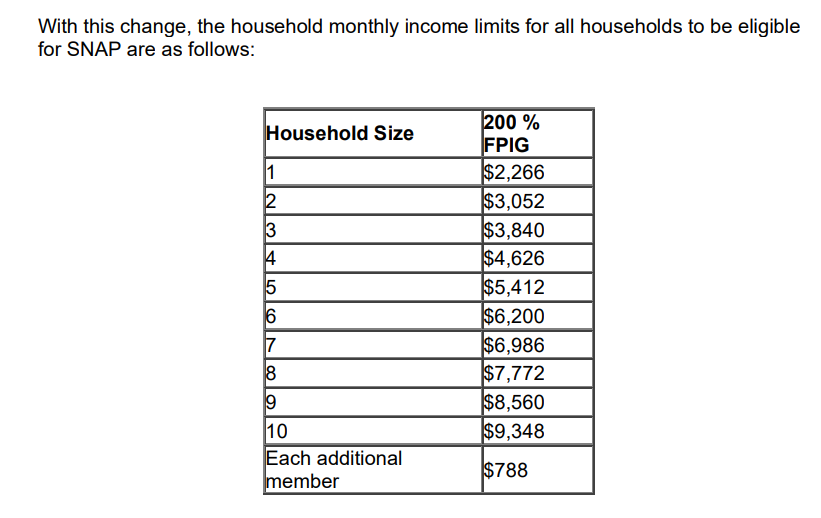 With this change, the household monthly income limits for all households to be eligible
for SNAP are as follows:
Household Size 200 % FPIG
1 $2,266
2 $3,052
3 $3,840
4 $4,626
5 $5,412
6 $6,200
7 $6,986
8 $7,772
9 $8,560
10 $9,348
Each additional member $788